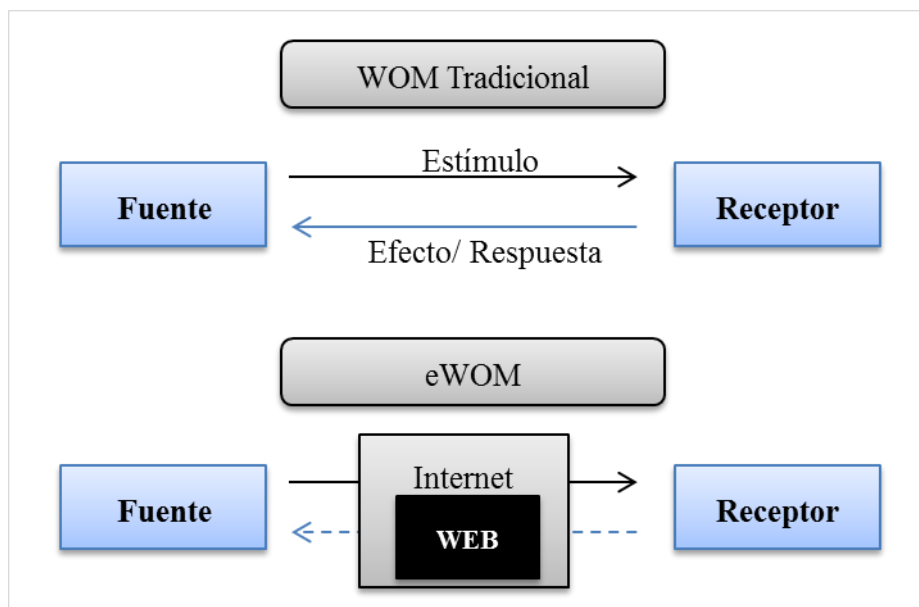 WOM Tradicional
Estímulo
Fuente
Receptor
Efecto/ Respuesta
eWOM
Internet
Fuente
WEB
Receptor